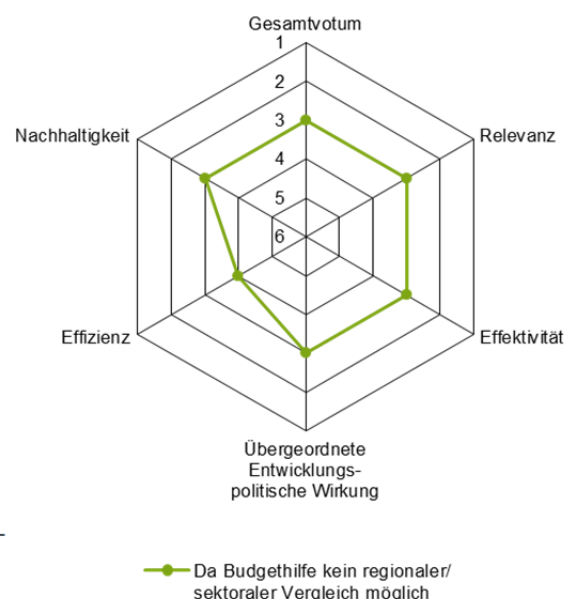 Gesamtvotum
1
2
Nachhaltigkeit
3
Relevanz
4
5
6
Effizienz
Effektivität
Übergeordnete
Entwicklungs-
politische Wirkung
Da Budgethilfe kein regionaler/
sektoraler Vergleich möglich